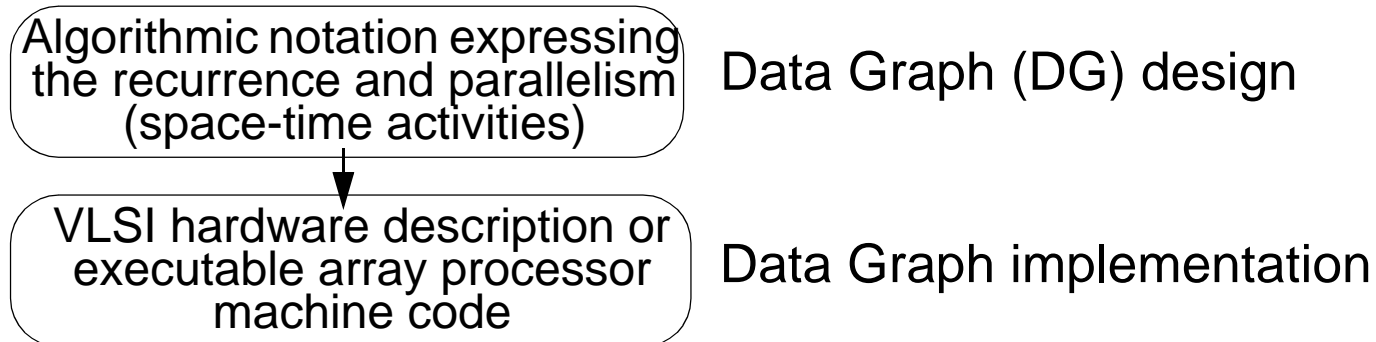 Algorithmic notation expressing
the recurrence and parallelism
(space-time activities)
Data Graph (DG) design
VLSI hardware description or
executable array processor
machine code
Data Graph implementation